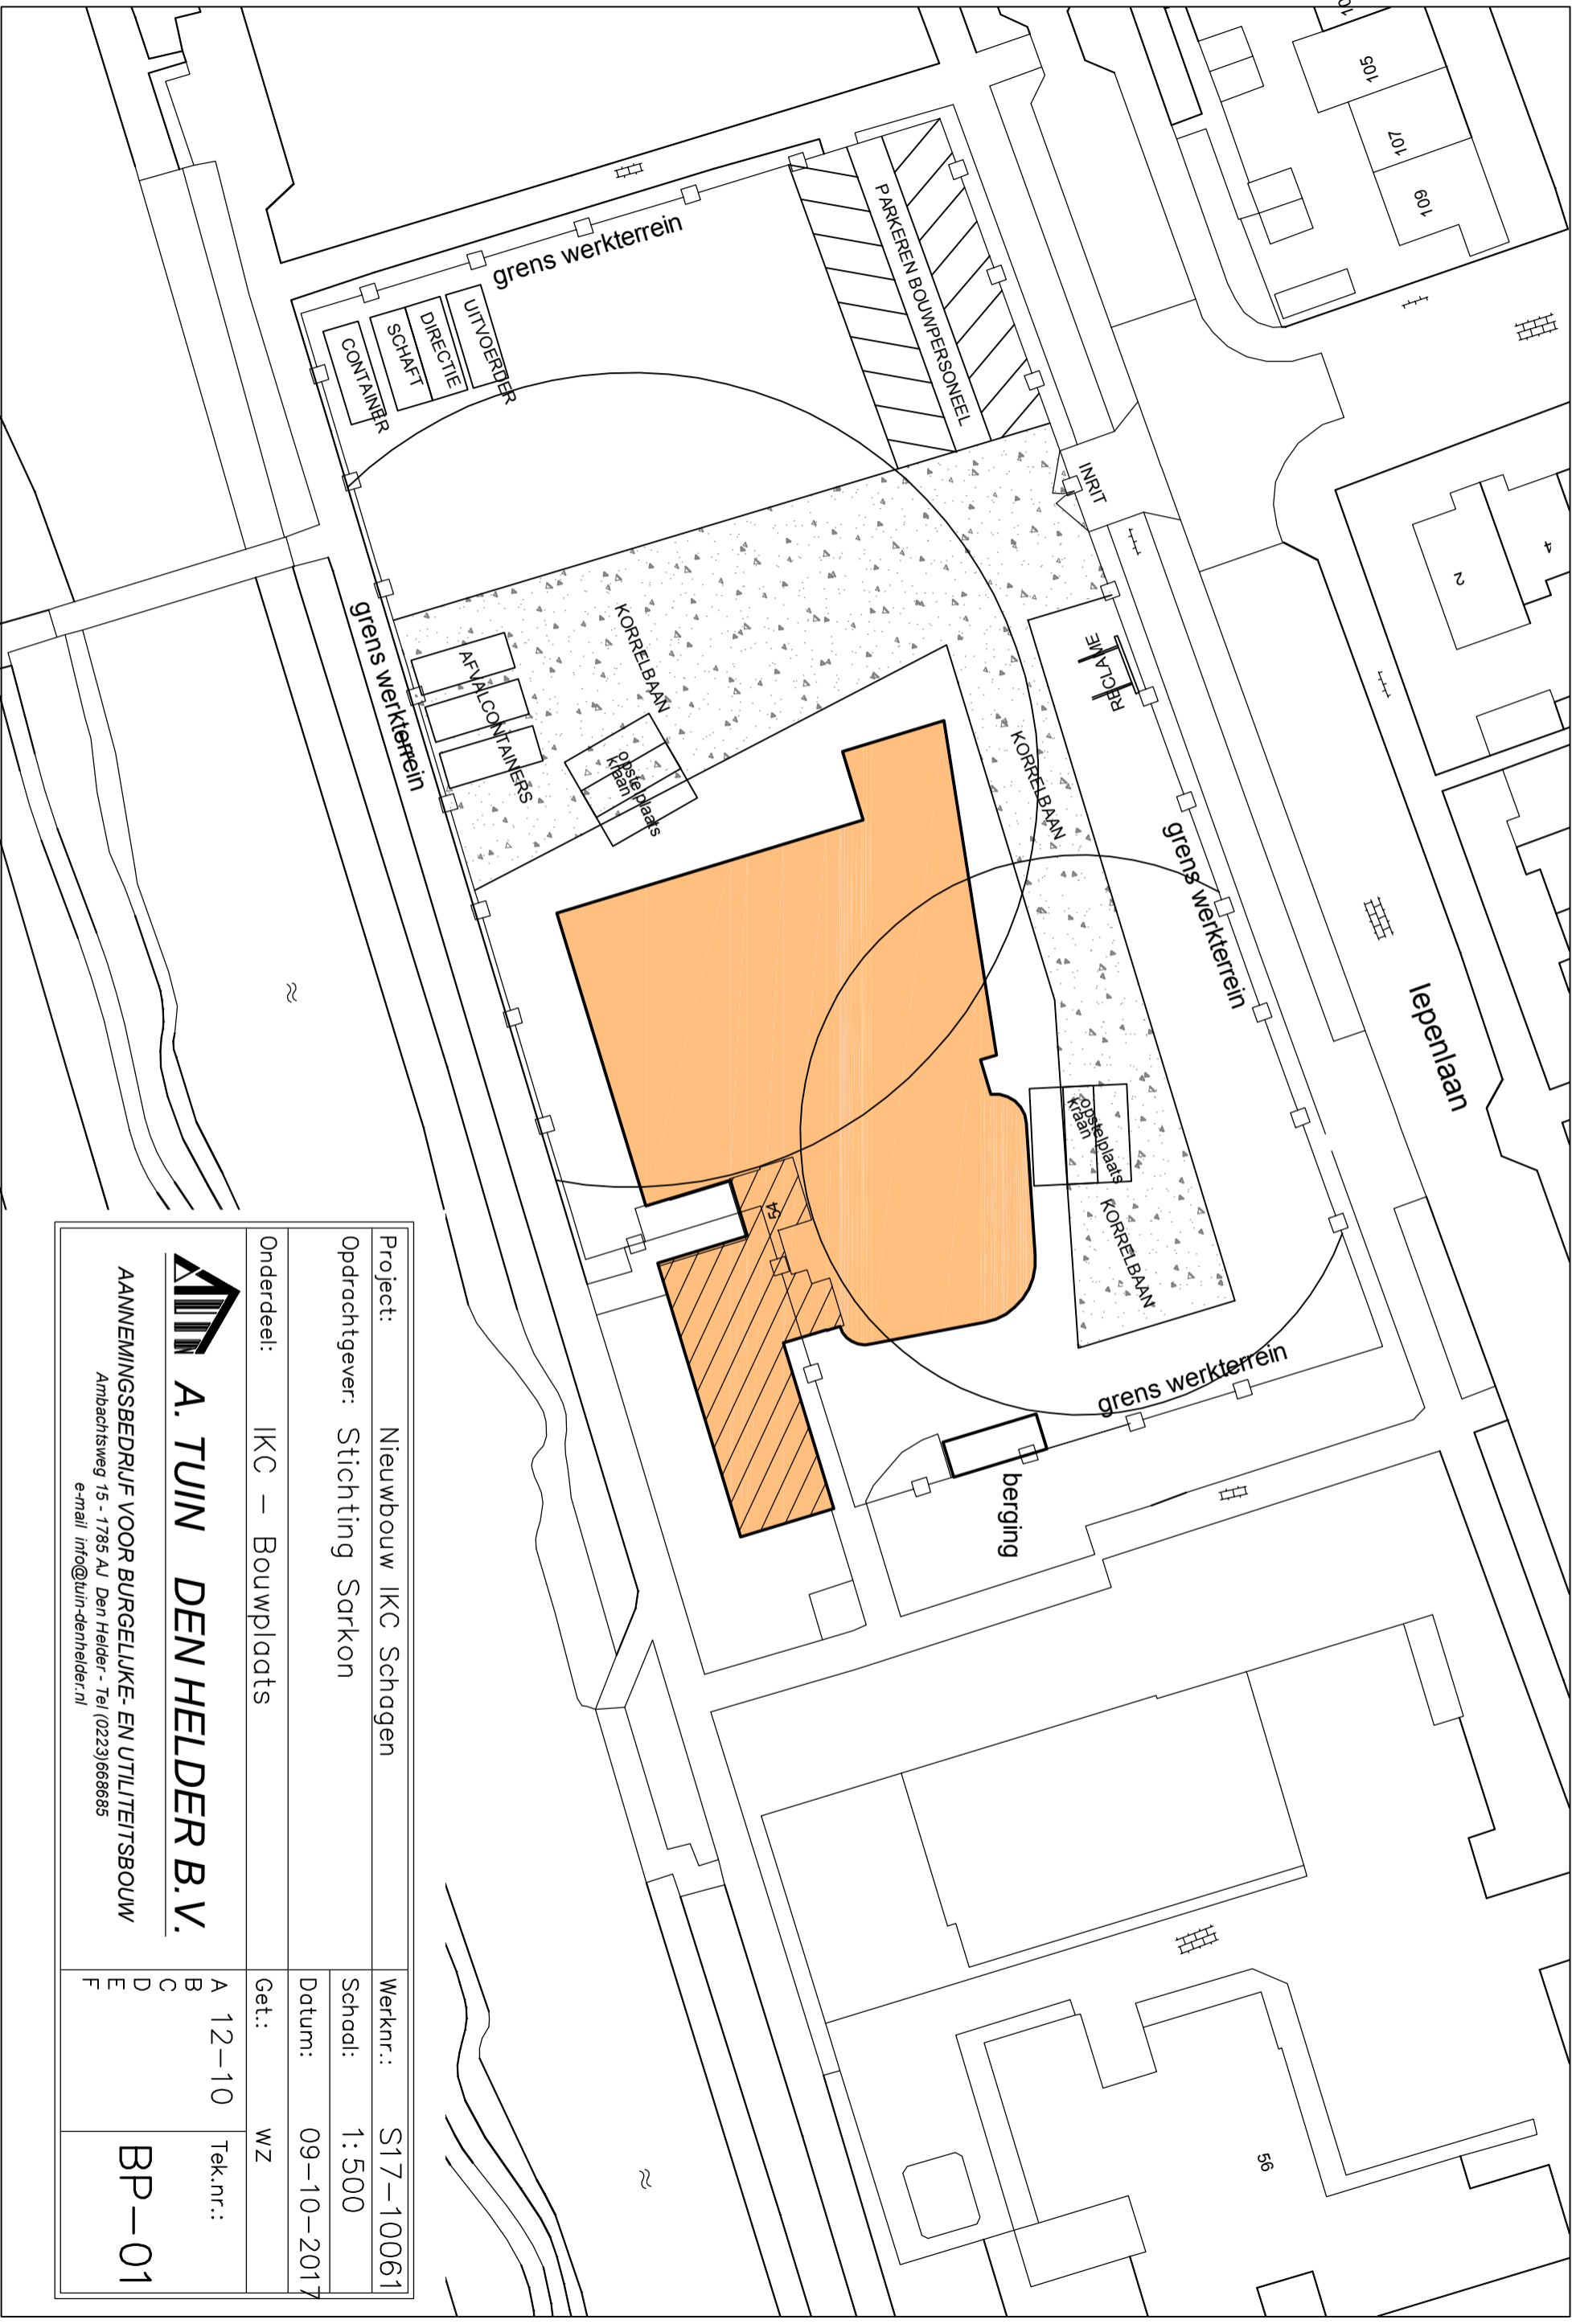 105
107
109
2
4
56
54
Iepenlaan
INRIT
PARKEREN BOUWPERSONEEL
RECLAME
grens werkterrein
grens werkterrein
grens werkterrein
grens werkterrein
UITVOERDER
DIRECTIE
SCHAFT
CONTAINER
KORRELBAAN
KORRELBAAN
KORRELBAAN
AFVALCONTAINERS
opstelplaats
kraan
opstelplaats
kraan
berging
Project: Nieuwbouw IKC Schagen
Opdrachtgever: Stichting Sarkon
Onderdeel: IKC – Bouwplaats
Werknr.: S17–10061
Schaal: 1:500
Datum: 09–10–2017
Get.: WZ
A. TUIN DEN HELDER B.V.
AANNEMINGSBEDRIJF VOOR BURGELIJKE- EN UTILITEITSBOUW
Ambachtsweg 15 - 1785 AJ Den Helder - Tel (0223)668685
e-mail info@tuin-denhelder.nl
A 12–10
B
C
D
E
F
Tek.nr.:
BP–01